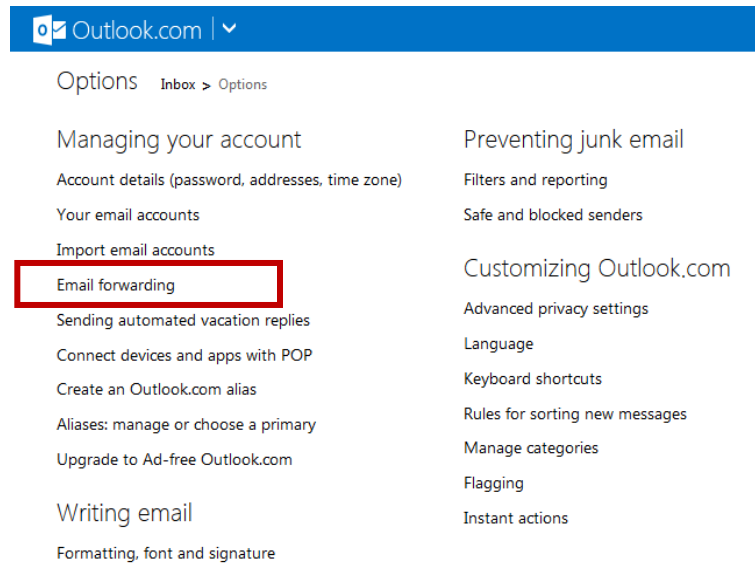 Outlook.com
Options Inbox > Options
Managing your account
Account details (password, addresses, time zone)
Your email accounts
Import email accounts
Email forwarding
Sending automated vacation replies
Connect devices and apps with POP
Create an Outlook.com alias
Aliases: manage or choose a primary
Upgrade to Ad-free Outlook.com
Writing email
Formatting, font and signature
Preventing junk email
Filters and reporting
Safe and blocked senders
Customizing Outlook.com
Advanced privacy settings
Language
Keyboard shortcuts
Rules for sorting new messages
Manage categories
Flagging
Instant actions